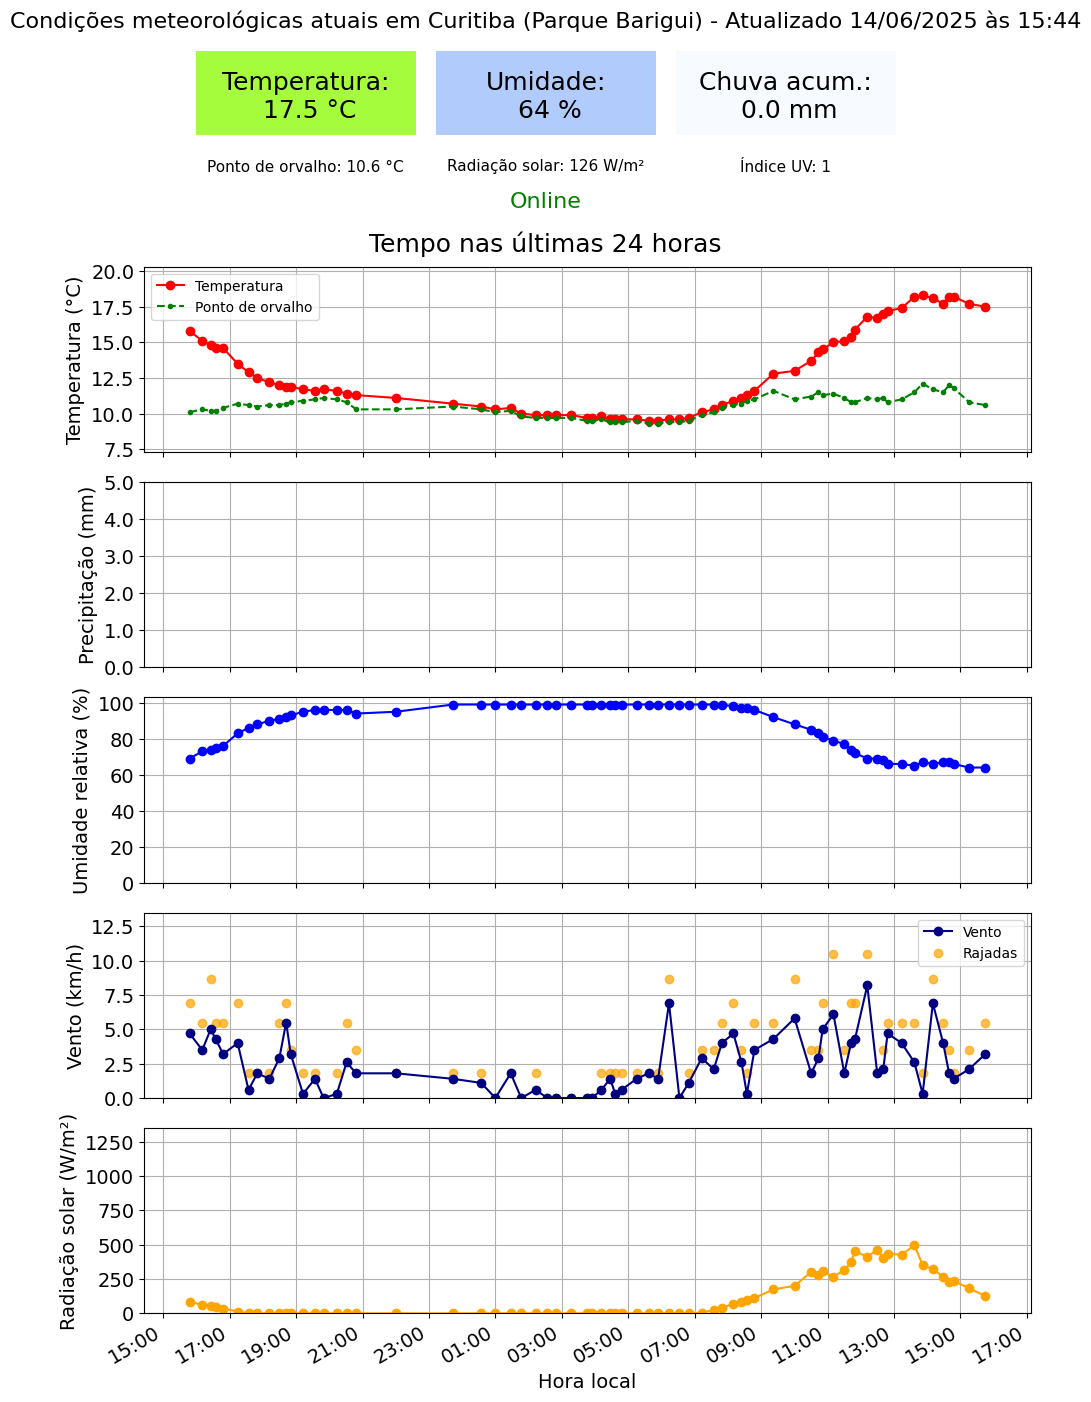 Condições meteorológicas atuais em Curitiba (Parque Barigui) - Atualizado 14/06/2025 às 15:44
Temperatura:
17.5 °C
Umidade:
64 %
Chuva acum.:
0.0 mm
Ponto de orvalho: 10.6 °C
Radiação solar: 126 W/m²
Índice UV: 1
Online
Tempo nas últimas 24 horas
Temperatura (°C)
20.0
17.5
15.0
12.5
10.0
7.5
Temperatura
Ponto de orvalho
Precipitação (mm)
5.0
4.0
3.0
2.0
1.0
0.0
Umidade relativa (%)
100
80
60
40
20
0
Vento (km/h)
12.5
10.0
7.5
5.0
2.5
0.0
Vento
Rajadas
Radiação solar (W/m²)
1250
1000
750
500
250
0
15:00
17:00
19:00
21:00
23:00
01:00
03:00
05:00
07:00
09:00
11:00
13:00
15:00
17:00
Hora local